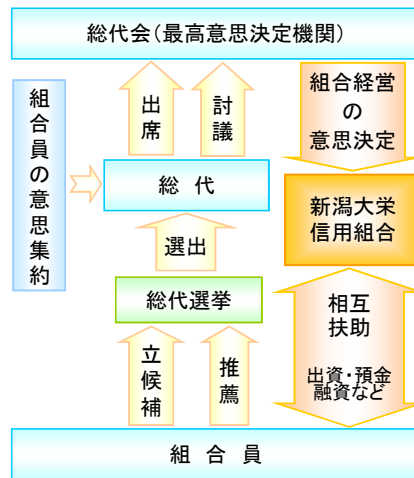 総代会（最高意思決定機関）
組合員の意思集約
出席
討議
組合経営
の
意思決定
総 代
新潟大栄
信用組合
選出
総代選挙
立候補
推薦
相互
扶助
出資・預金
融資など
組 合 員